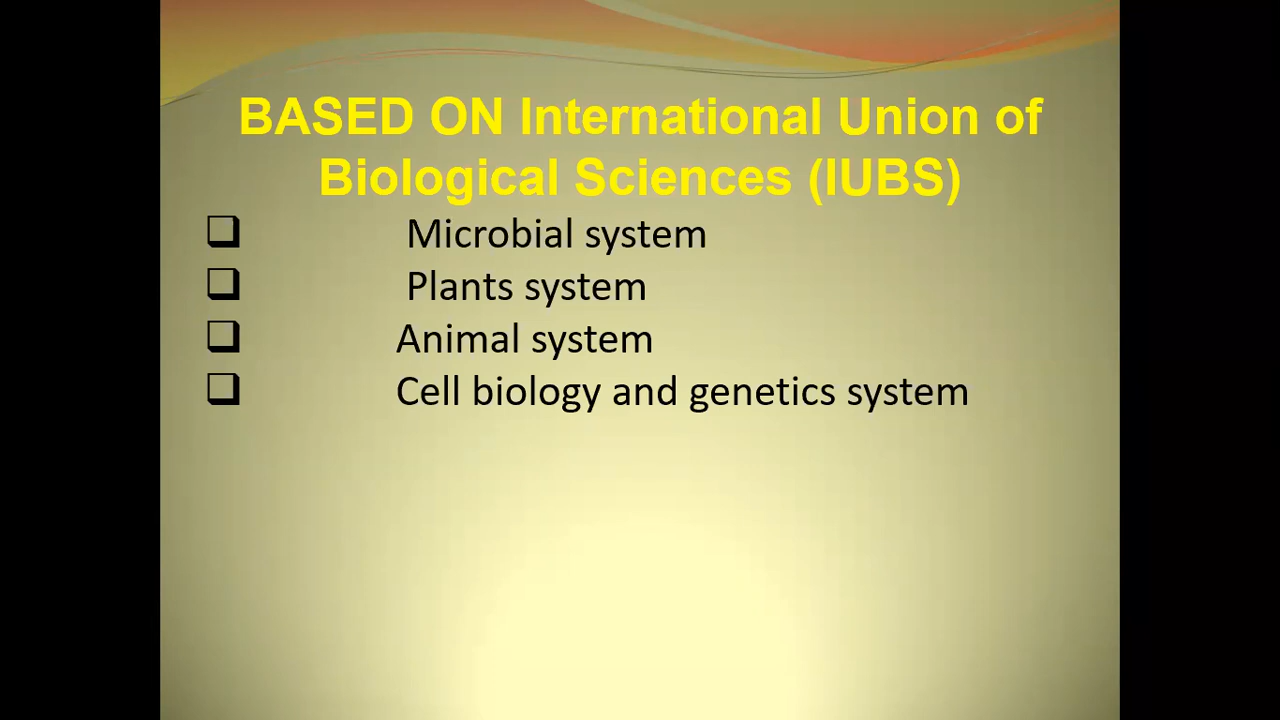 BASED ON International Union of
Biological Sciences (IUBS)
❑ Microbial system
❑ Plants system
❑ Animal system
❑ Cell biology and genetics system